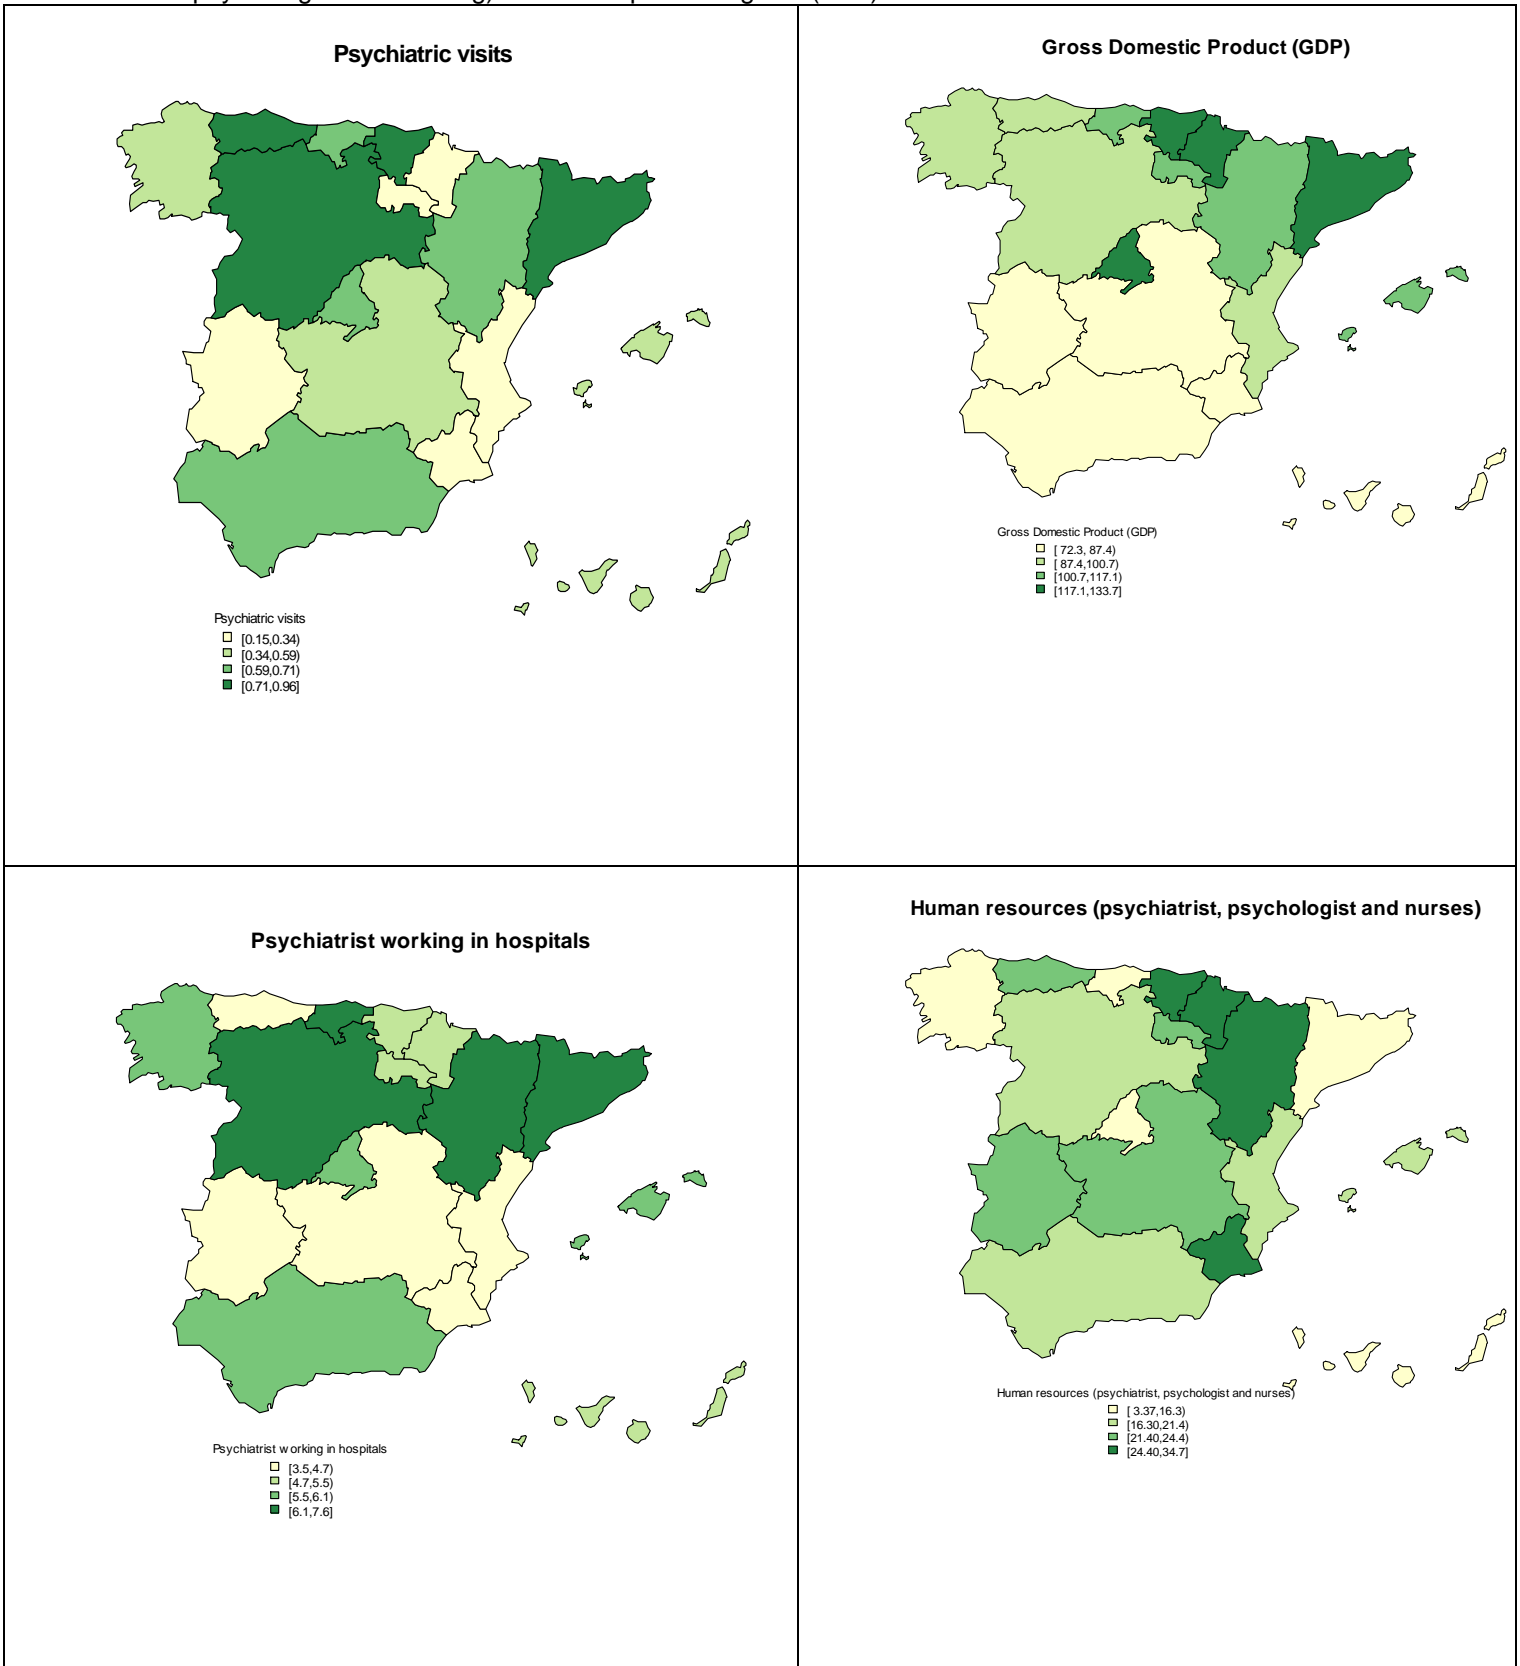 Psychiatric visits
Psychiatric visits
[0.15,0.34)
[0.34,0.59)
[0.59,0.71)
[0.71,0.96]
Gross Domestic Product (GDP)
Gross Domestic Product (GDP)
[ 72.3, 87.4)
[ 87.4,100.7)
[100.7,117.1)
[117.1,133.7]
Psychiatrist working in hospitals
Psychiatrist working in hospitals
[3.5,4.7)
[4.7,5.5)
[5.5,6.1)
[6.1,7.6]
Human resources (psychiatrist, psychologist and nurses)
Human resources (psychiatrist, psychologist and nurses)
[ 3.37,16.3)
[16.30,21.4)
[21.40,24.4)
[24.40,34.7]